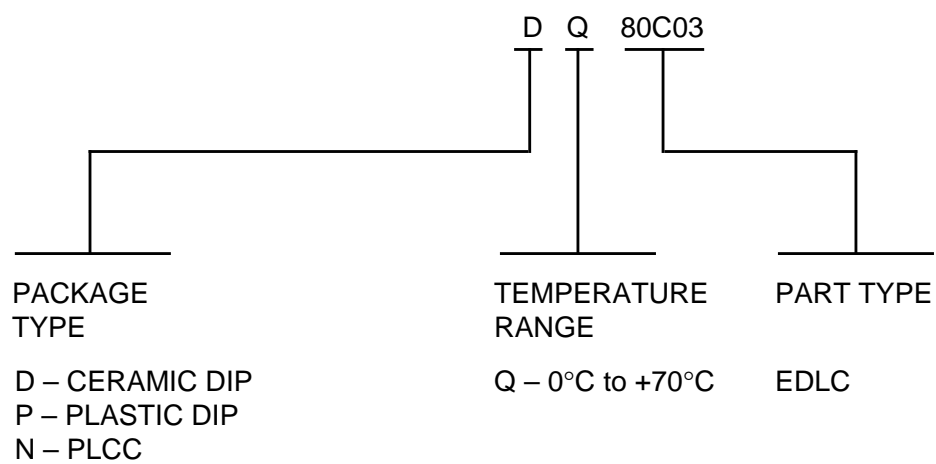 D Q 80C03
PACKAGE
TYPE
D – CERAMIC DIP
P – PLASTIC DIP
N – PLCC
TEMPERATURE
RANGE
Q – 0°C to +70°C
PART TYPE
EDLC